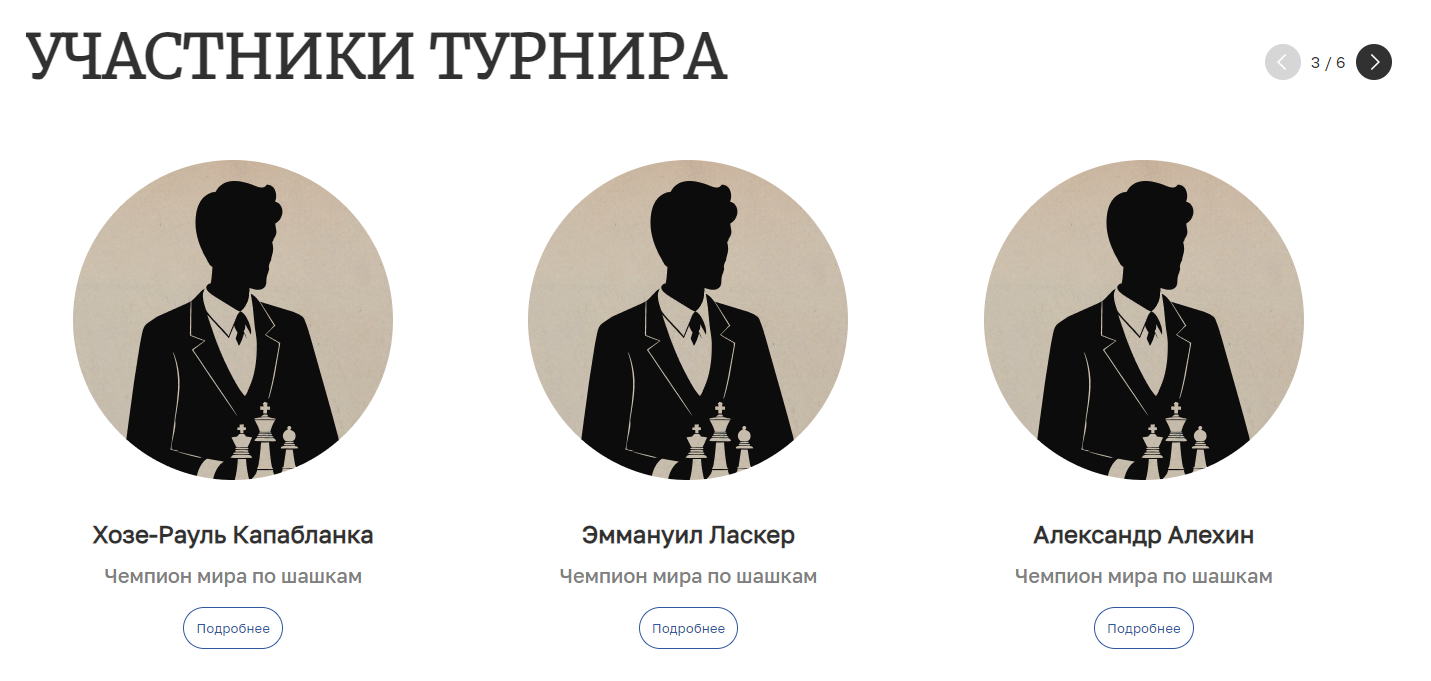 УЧАСТНИКИ ТУРНИРА
3 / 6
Хозе-Рауль Капабланка
Чемпион мира по шашкам
Подробнее
Эммануил Ласкер
Чемпион мира по шашкам
Подробнее
Александр Алехин
Чемпион мира по шашкам
Подробнее